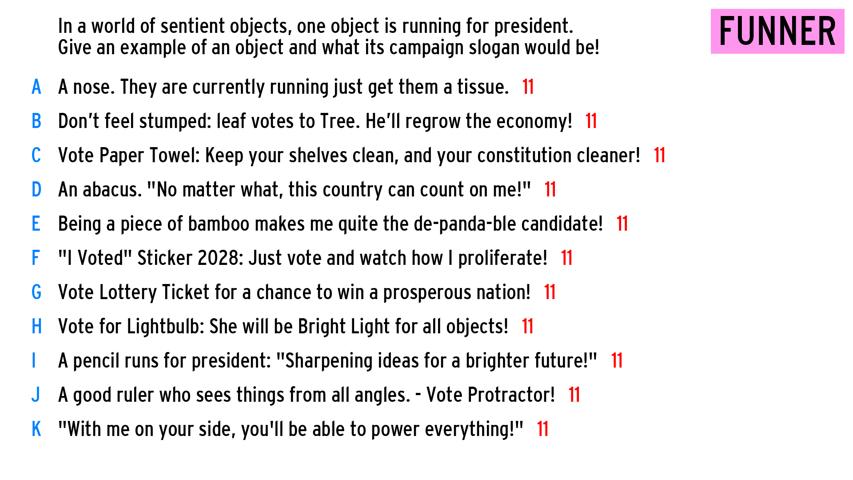 In a world of sentient objects, one object is running for president.
Give an example of an object and what its campaign slogan would be!
FUNNER
A A nose. They are currently running just get them a tissue. 11
B Don’t feel stumped: leaf votes to Tree. He’ll regrow the economy! 11
C Vote Paper Towel: Keep your shelves clean, and your constitution cleaner! 11
D An abacus. "No matter what, this country can count on me!" 11
E Being a piece of bamboo makes me quite the de-panda-ble candidate! 11
F "I Voted" Sticker 2028: Just vote and watch how I proliferate! 11
G Vote Lottery Ticket for a chance to win a prosperous nation! 11
H Vote for Lightbulb: She will be Bright Light for all objects! 11
I A pencil runs for president: "Sharpening ideas for a brighter future!" 11
J A good ruler who sees things from all angles. - Vote Protractor! 11
K "With me on your side, you'll be able to power everything!" 11